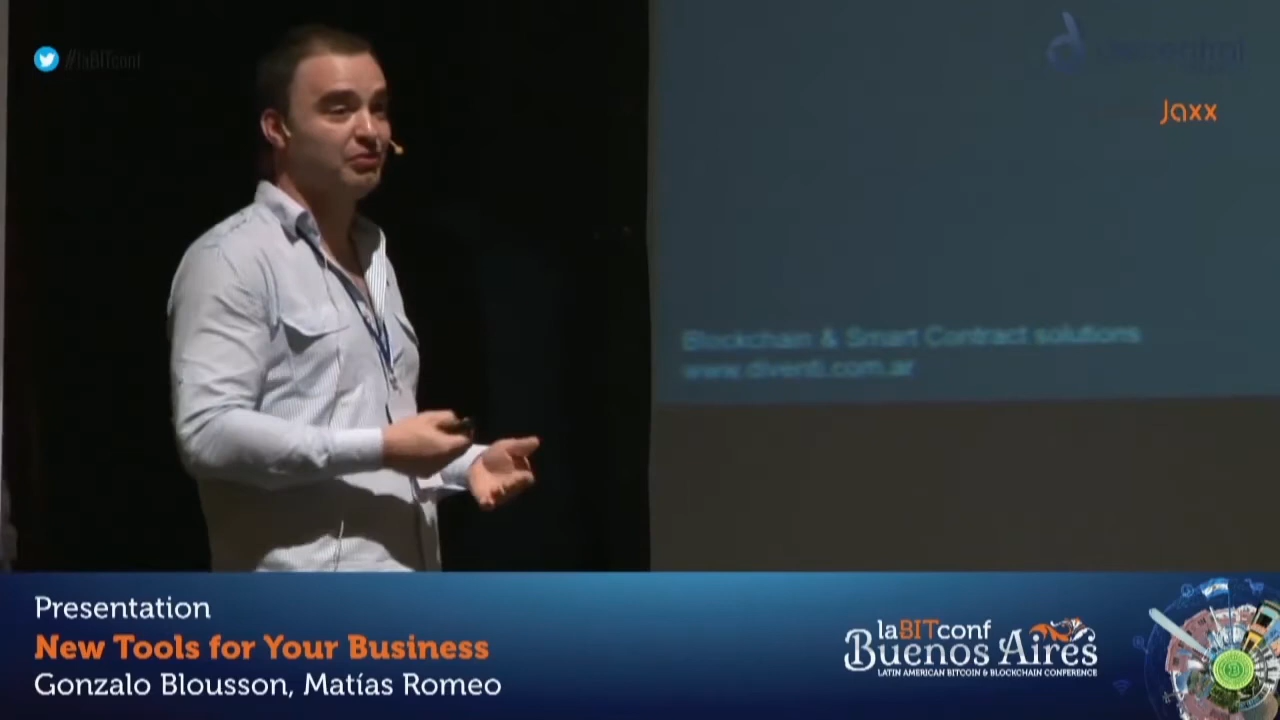 #laBITconf
Jaxx
Blockchain & Smart Contract solutions
www.diventi.com.ar
Presentation
New Tools for Your Business
Gonzalo Blousson, Matías Romeo
laBITconf
Buenos Aires
LATIN AMERICAN BITCOIN & BLOCKCHAIN CONFERENCE